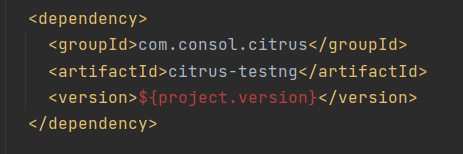 <dependency>
<groupId>com.consol.citrus</groupId>
<artifactId>citrus-testng</artifactId>
<version>${project.version}</version>
</dependency>